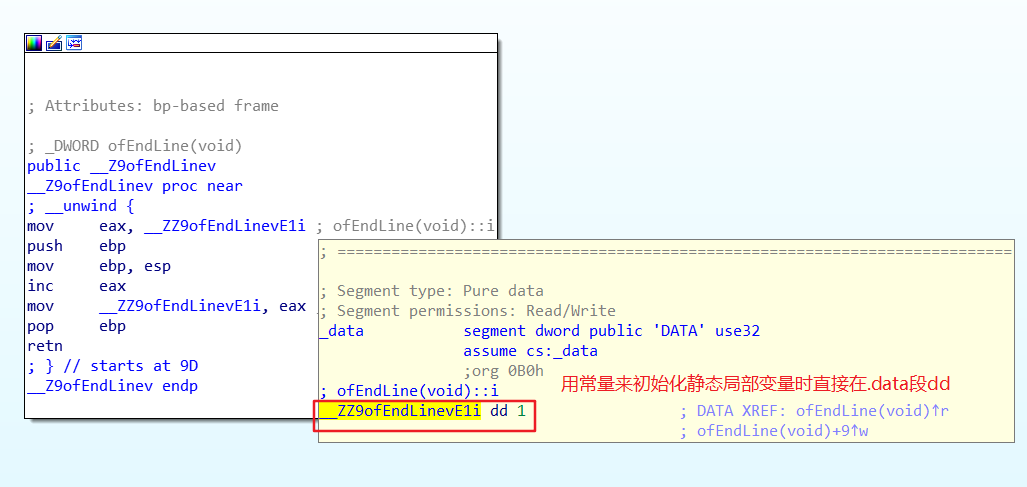 ; Attributes: bp-based frame
; _DWORD ofEndLine(void)
public __Z9ofEndLinev
__Z9ofEndLinev proc near
; __unwind {
mov     eax, __ZZ9ofEndLinevE1i ; ofEndLine(void)::i
push    ebp
mov     ebp, esp
inc     eax
mov     __ZZ9ofEndLinevE1i, eax
pop     ebp
retn
; } // starts at 9D
__Z9ofEndLinev endp
; ===========================================================================
; Segment type: Pure data
; Segment permissions: Read/Write
_data           segment dword public 'DATA' use32
assume cs:_data
;org 0B0h
; ofEndLine(void)::i
用常量来初始化静态局部变量时直接在.data段dd
__ZZ9ofEndLinevE1i dd 1                 ; DATA XREF: ofEndLine(void)↑r
; ofEndLine(void)+9↑w